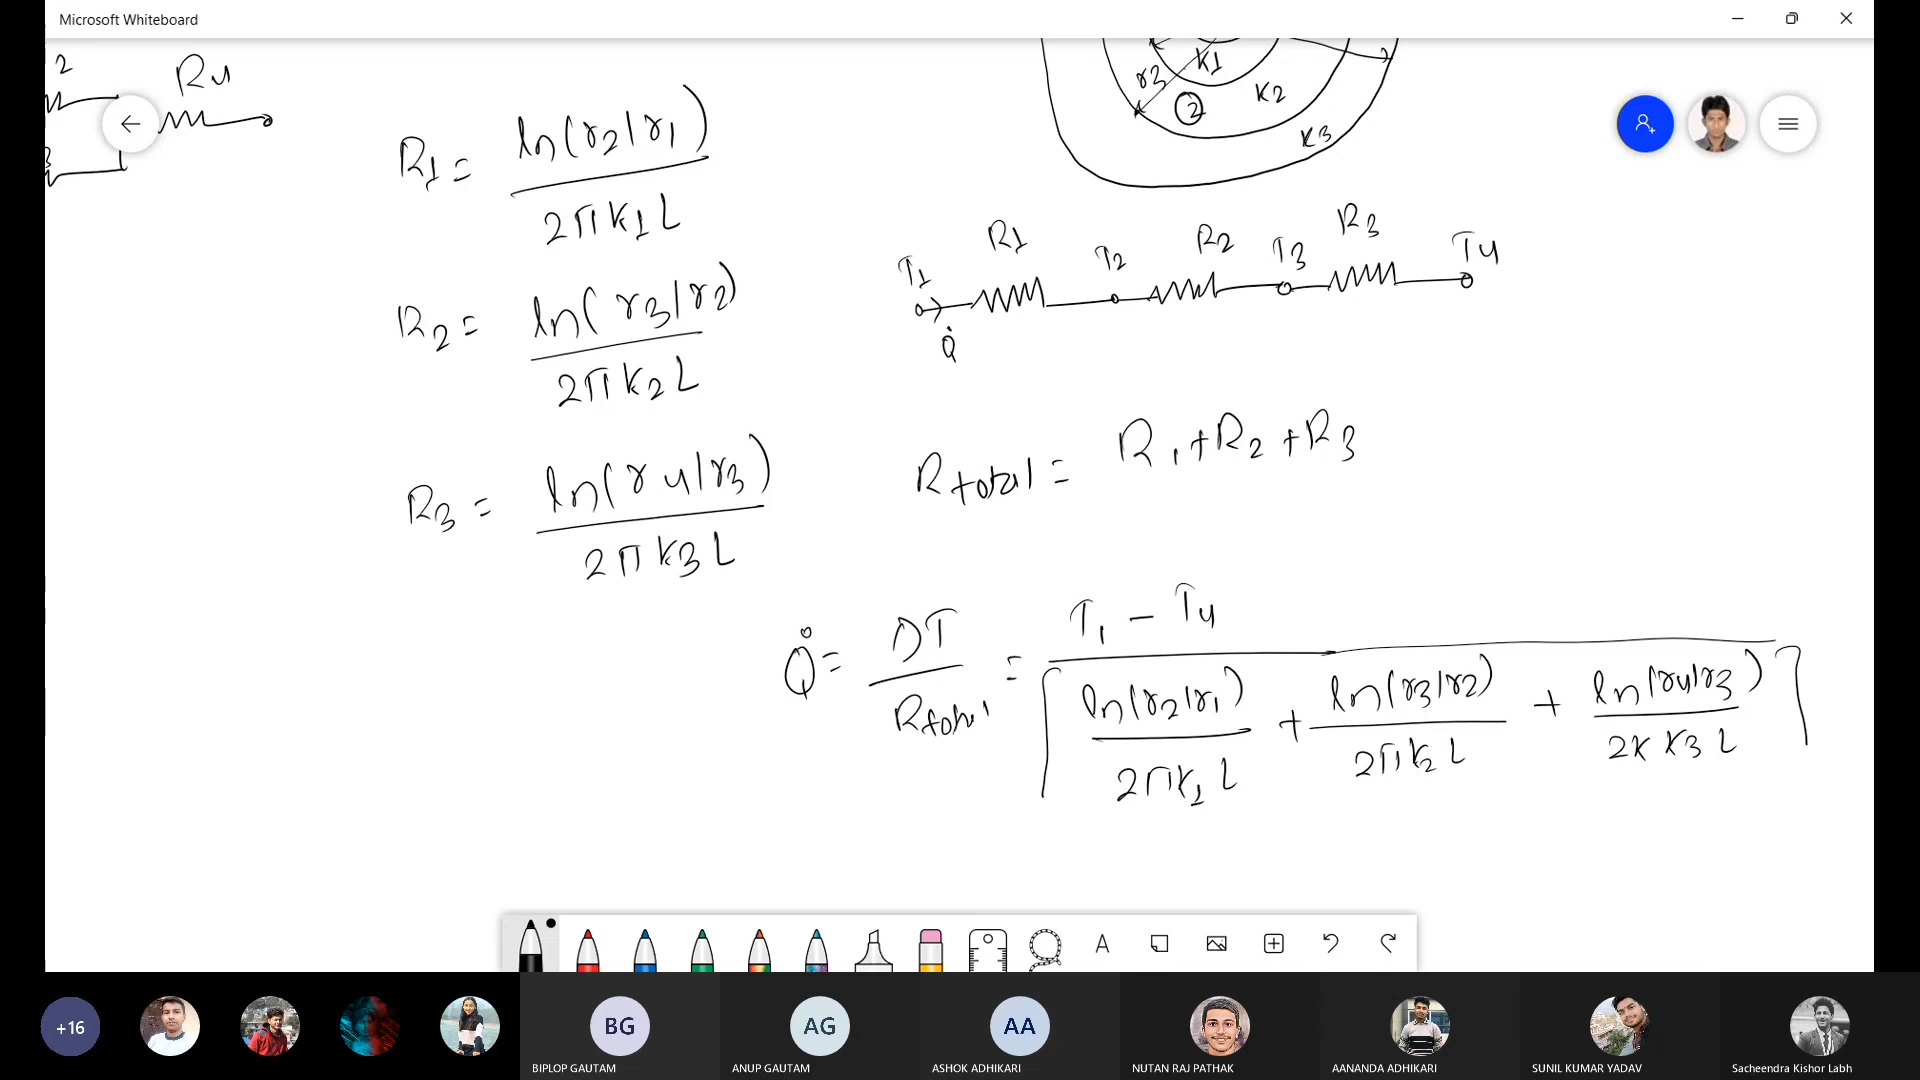 Microsoft Whiteboard
2
R4
3
R1 = ln(r2/r1)
2πk1L
R2 = ln(r3/r2)
2πk2L
R3 = ln(r4/r3)
2πk3L
r3
K1
2
K2
K3
T1 R1 T2 R2 T3 R3 T4
Q̇
Rtotal = R1+R2+R3
Q̇ = ΔT = T1 - T4
Rtotal
ln(r2/r1) + ln(r3/r2) + ln(r4/r3)
2πk1L 2πk2L 2πk3L
A
+16
BG
AG
AA
BIPLOP GAUTAM
ANUP GAUTAM
ASHOK ADHIKARI
NUTAN RAJ PATHAK
AANANDA ADHIKARI
SUNIL KUMAR YADAV
Sacheendra Kishor Labh